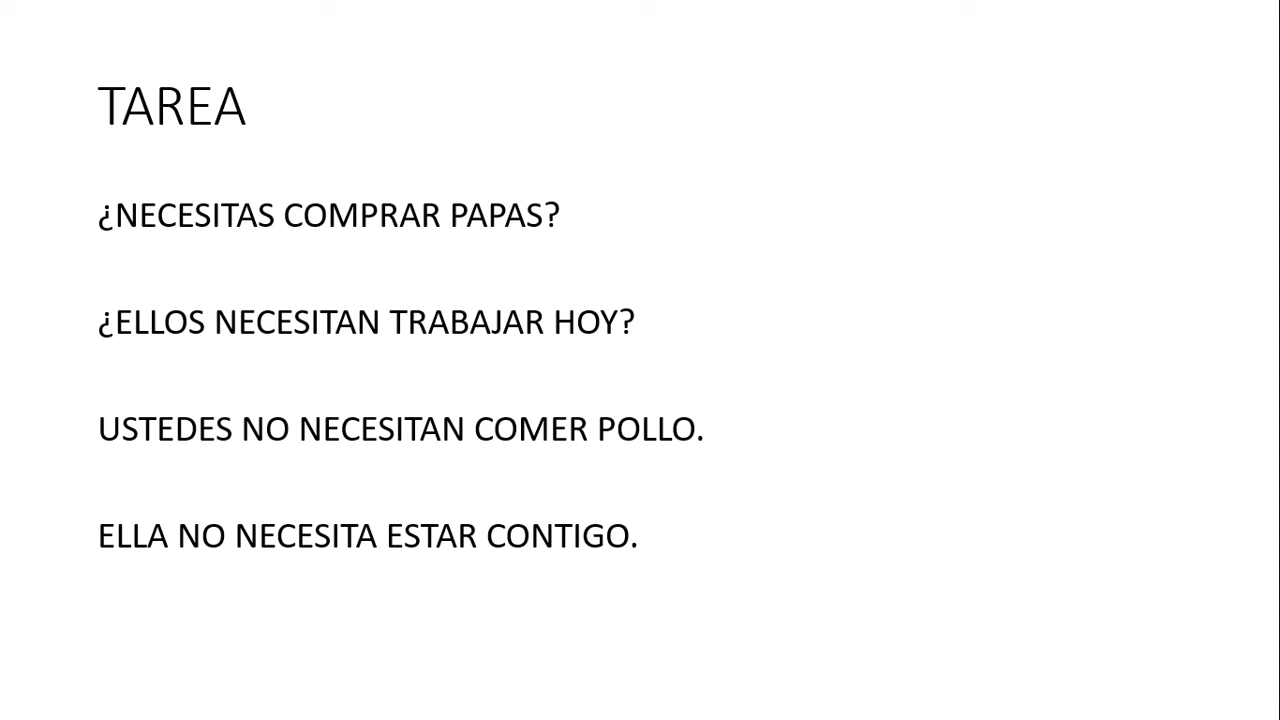 TAREA
¿NECESITAS COMPRAR PAPAS?
¿ELLOS NECESITAN TRABAJAR HOY?
USTEDES NO NECESITAN COMER POLLO.
ELLA NO NECESITA ESTAR CONTIGO.